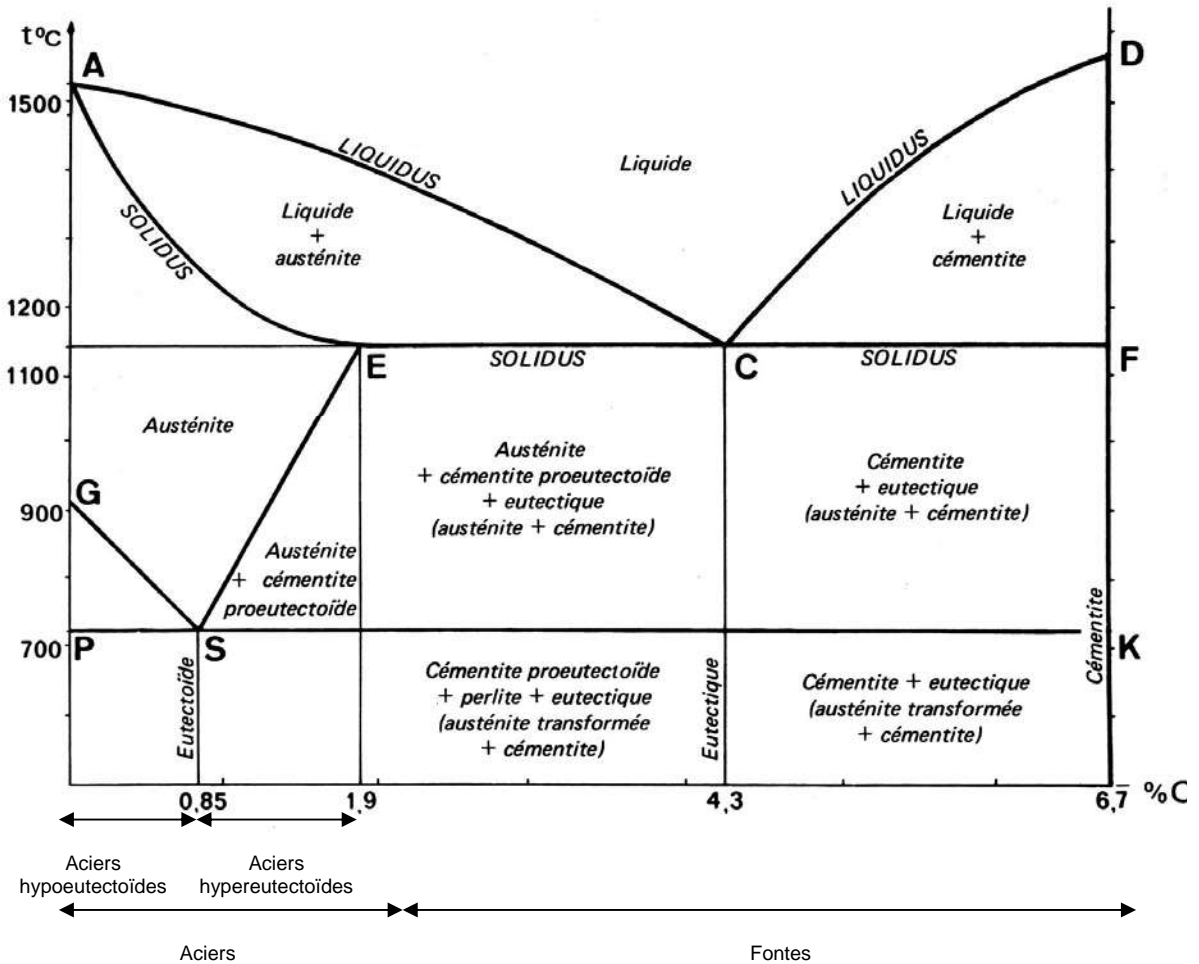 t°C
A
D
1500
LIQUIDUS
Liquide
LIQUIDUS
SOLIDUS
Liquide
+
austénite
Liquide
+
cémentite
1200
E
SOLIDUS
C
SOLIDUS
F
1100
Austénite
Austénite
+ cémentite proeutectoïde
+ eutectique
(austénite + cémentite)
Cémentite
+ eutectique
(austénite + cémentite)
G
900
Austénite
+ cémentite
proeutectoïde
Cémentite
P
S
K
700
Eutectoïde
Cémentite proeutectoïde
+ perlite + eutectique
(austénite transformée
+ cémentite)
Eutectique
Cémentite + eutectique
(austénite transformée
+ cémentite)
0,85
1,9
4,3
6,7
%C
Aciers
hypoeutectoïdes
Aciers
hypereutectoïdes
Aciers
Fontes